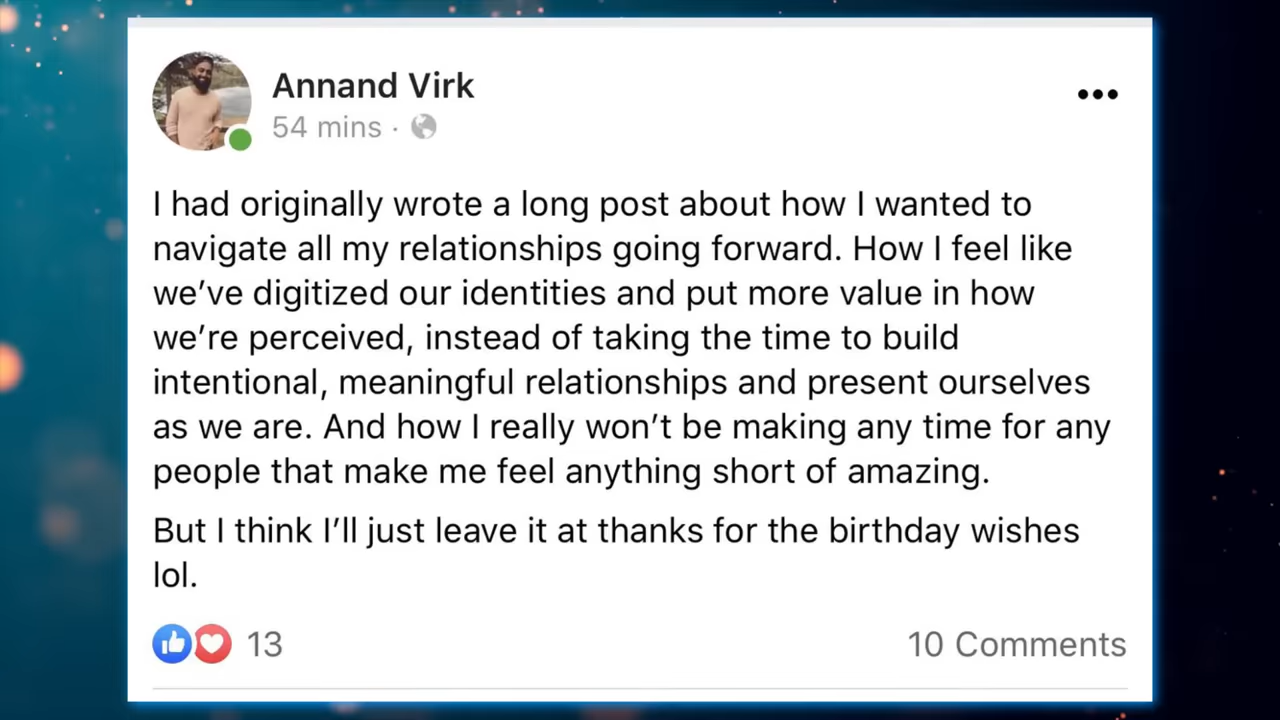 Annand Virk
54 mins ·
I had originally wrote a long post about how I wanted to
navigate all my relationships going forward. How I feel like
we’ve digitized our identities and put more value in how
we’re perceived, instead of taking the time to build
intentional, meaningful relationships and present ourselves
as we are. And how I really won’t be making any time for any
people that make me feel anything short of amazing.
But I think I’ll just leave it at thanks for the birthday wishes
lol.
13
10 Comments